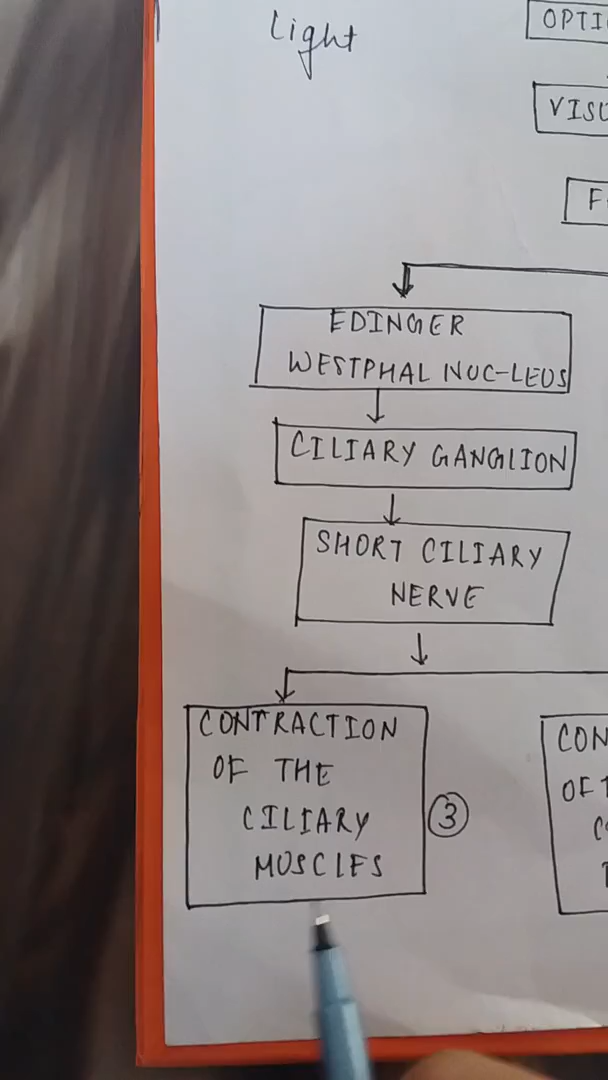 Light
EDINGER
WESTPHAL NUC-LEUS
CILIARY GANGLION
SHORT CILIARY
NERVE
CONTRACTION
OF THE
CILIARY
MUSCLES
3